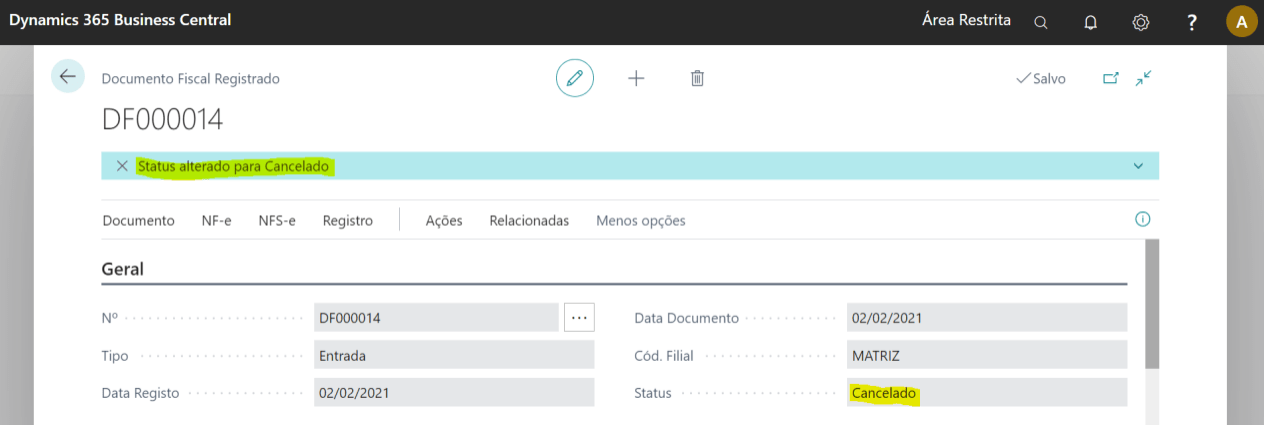 Dynamics 365 Business Central
Área Restrita
?
A
Documento Fiscal Registrado
Salvo
DF000014
Status alterado para Cancelado
Documento NF-e NFS-e Registro Ações Relacionadas Menos opções
Geral
Nº DF000014 ... Data Documento 02/02/2021
Tipo Entrada Cód. Filial MATRIZ
Data Registo 02/02/2021 Status Cancelado